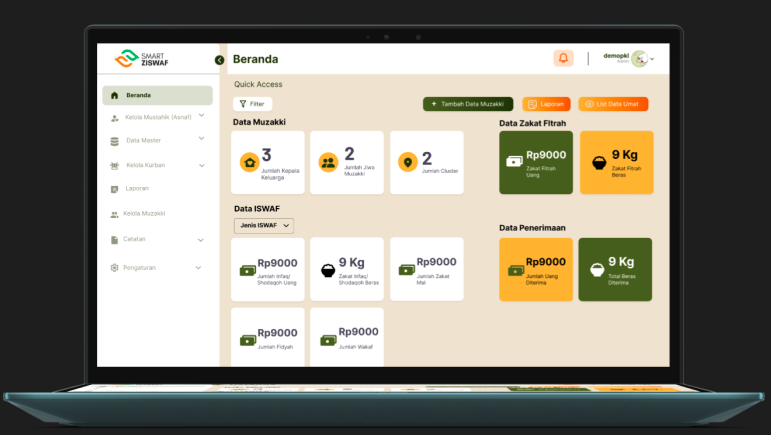 SMART
ZISWAF
Beranda
demopkl
Admin
Beranda
Kelola Mustahik (Asnaf)
Data Master
Kelola Kurban
Laporan
Kelola Muzakki
Catatan
Pengaturan
Quick Access
Filter
+ Tambah Data Muzakki
Laporan
List Data Umat
Data Muzakki
3
Jumlah Kepala
Keluarga
2
Jumlah Jiwa
Muzakki
2
Jumlah Cluster
Data Zakat Fitrah
Rp9000
Zakat Fitrah
Uang
9 Kg
Zakat Fitrah
Beras
Data ISWAF
Jenis ISWAF
Rp9000
Jumlah Infaq/
Shodaqoh Uang
9 Kg
Zakat Infaq/
Shodaqoh Beras
Rp9000
Jumlah Zakat
Mal
Data Penerimaan
Rp9000
Jumlah Uang
Diterima
9 Kg
Total Beras
Diterima
Rp9000
Jumlah Fidyah
Rp9000
Jumlah Wakaf